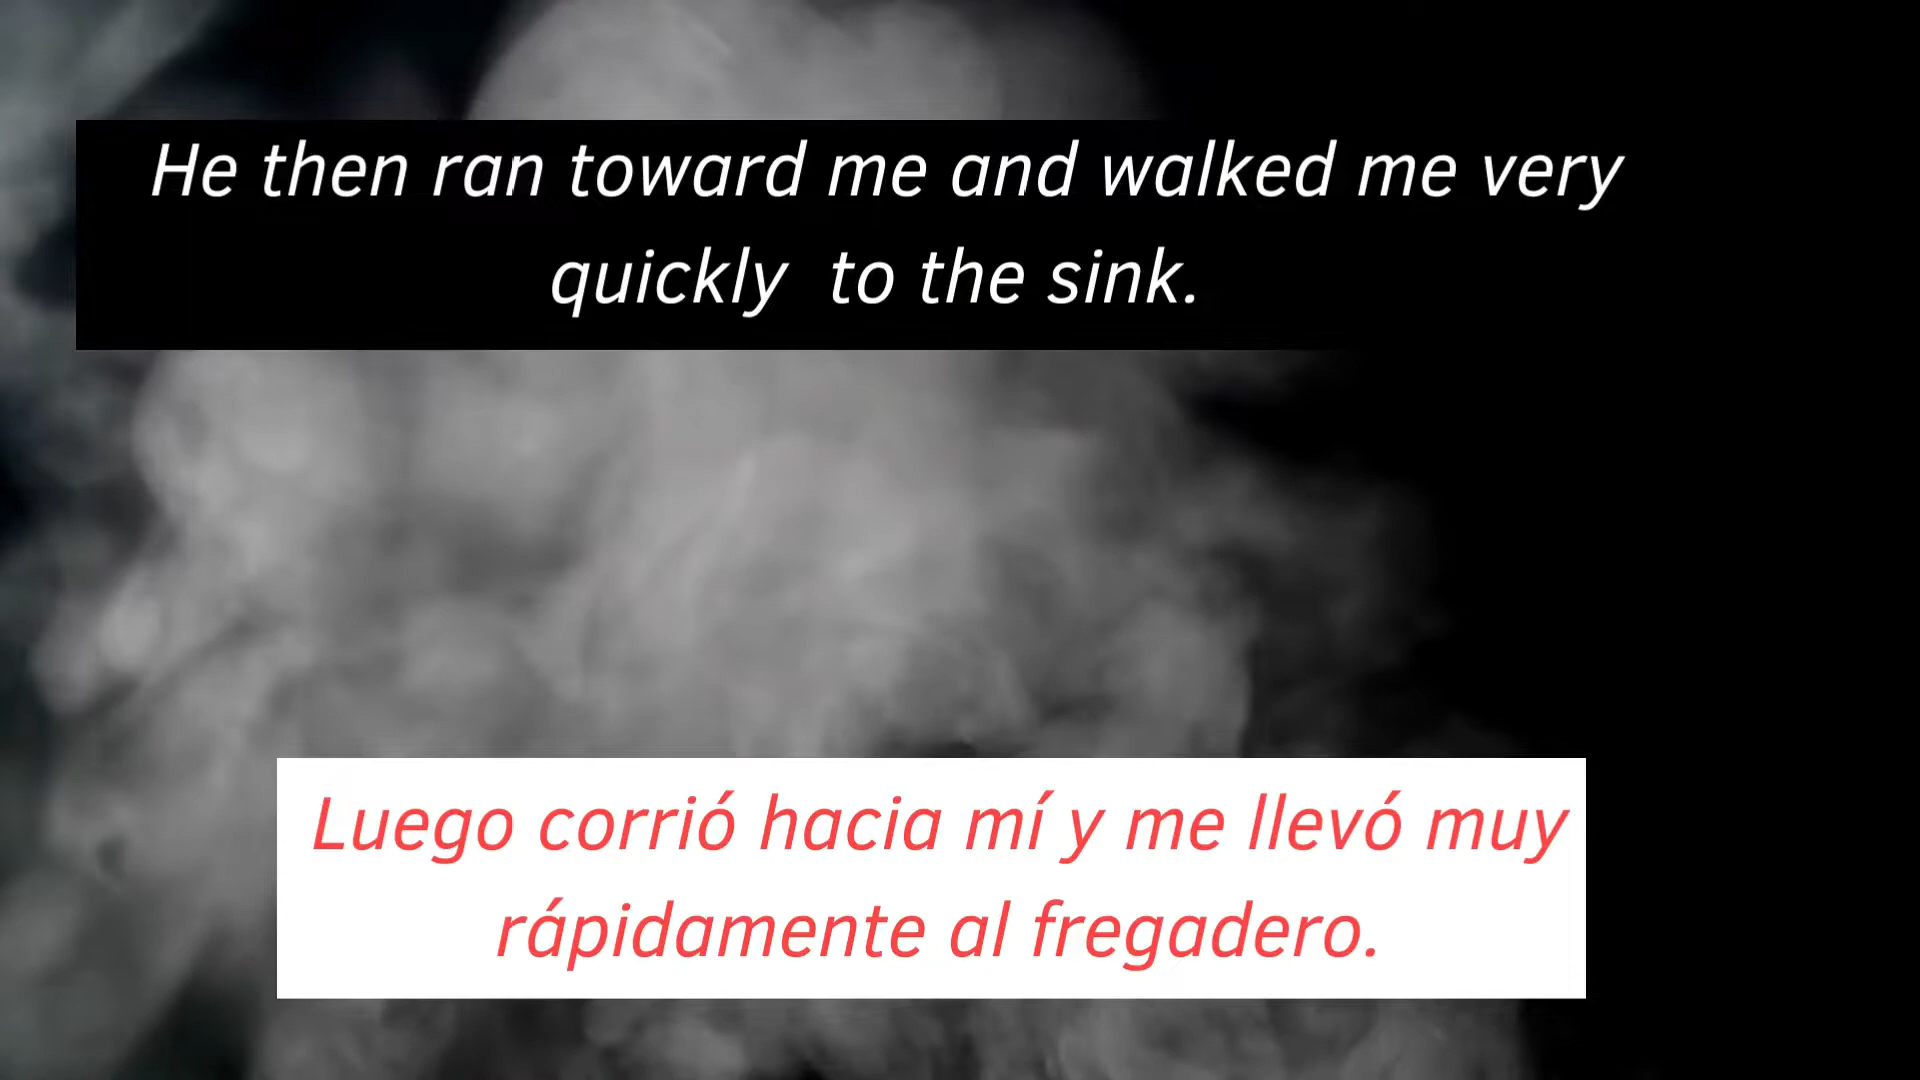 He then ran toward me and walked me very
quickly  to the sink.
Luego corrió hacia mí y me llevó muy
rápidamente al fregadero.